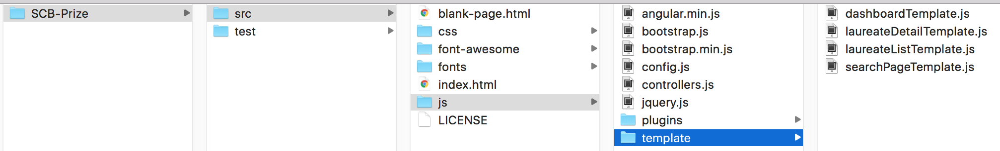 SCB-Prize
src
test
blank-page.html
css
font-awesome
fonts
index.html
js
LICENSE
angular.min.js
bootstrap.js
bootstrap.min.js
config.js
controllers.js
jquery.js
plugins
template
dashboardTemplate.js
laureateDetailTemplate.js
laureateListTemplate.js
searchPageTemplate.js